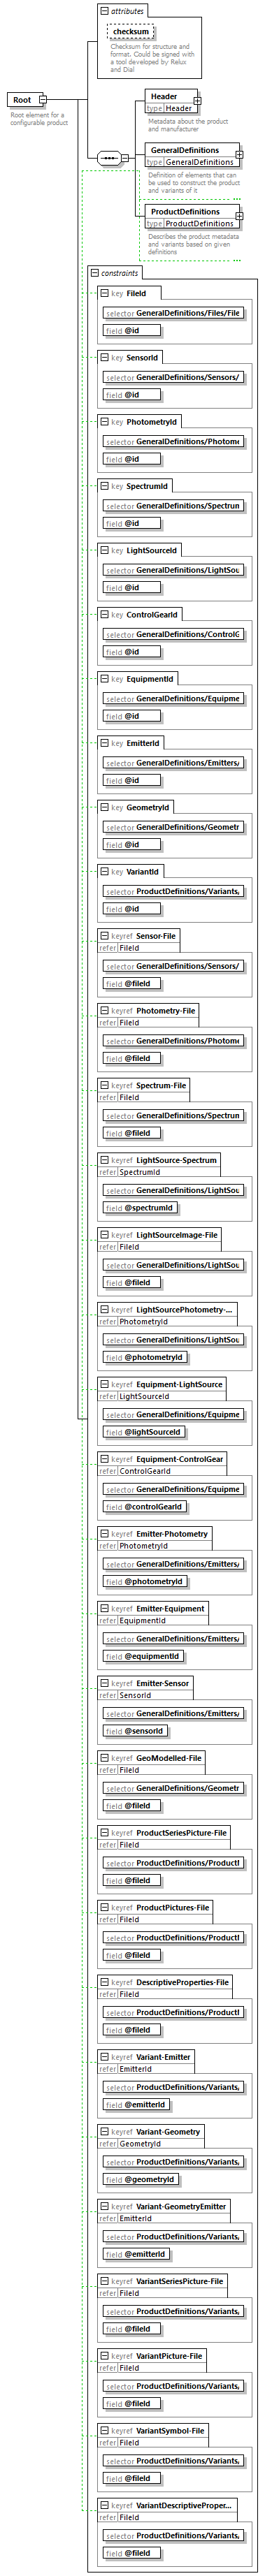 attributes
checksum
Checksum for structure and
format. Could be signed with
a tool developed by Relux
and Dial
Root
Root element for a
configurable product
Header
type Header
Metadata about the product
and manufacturer
GeneralDefinitions
type GeneralDefinitions
Definition of elements that can
be used to construct the product
and variants of it
ProductDefinitions
type ProductDefinitions
Describes the product metadata
and variants based on given
definitions
constraints
key FileId
selector GeneralDefinitions/Files/File
field @id
key SensorId
selector GeneralDefinitions/Sensors/
field @id
key PhotometryId
selector GeneralDefinitions/Photome
field @id
key SpectrumId
selector GeneralDefinitions/Spectrun
field @id
key LightSourceId
selector GeneralDefinitions/LightSou
field @id
key ControlGearId
selector GeneralDefinitions/ControlG
field @id
key EquipmentId
selector GeneralDefinitions/Equipme
field @id
key EmitterId
selector GeneralDefinitions/Emitters/
field @id
key GeometryId
selector GeneralDefinitions/Geometr
field @id
key VariantId
selector ProductDefinitions/Variants,
field @id
keyref Sensor-File
refer FileId
selector GeneralDefinitions/Sensors/
field @fileId
keyref Photometry-File
refer FileId
selector GeneralDefinitions/Photome
field @fileId
keyref Spectrum-File
refer FileId
selector GeneralDefinitions/Spectrun
field @fileId
keyref LightSource-Spectrum
refer SpectrumId
selector GeneralDefinitions/LightSou
field @spectrumId
keyref LightSourceImage-File
refer FileId
selector GeneralDefinitions/LightSou
field @fileId
keyref LightSourcePhotometry-...
refer PhotometryId
selector GeneralDefinitions/LightSou
field @photometryId
keyref Equipment-LightSource
refer LightSourceId
selector GeneralDefinitions/Equipme
field @lightSourceId
keyref Equipment-ControlGear
refer ControlGearId
selector GeneralDefinitions/Equipme
field @controlGearId
keyref Emitter-Photometry
refer PhotometryId
selector GeneralDefinitions/Emitters/
field @photometryId
keyref Emitter-Equipment
refer EquipmentId
selector GeneralDefinitions/Emitters/
field @equipmentId
keyref Emitter-Sensor
refer SensorId
selector GeneralDefinitions/Emitters/
field @sensorId
keyref GeoModelled-File
refer FileId
selector GeneralDefinitions/Geometr
field @fileId
keyref ProductSeriesPicture-File
refer FileId
selector ProductDefinitions/Productl
field @fileId
keyref ProductPictures-File
refer FileId
selector ProductDefinitions/Productl
field @fileId
keyref DescriptiveProperties-File
refer FileId
selector ProductDefinitions/Productl
field @fileId
keyref Variant-Emitter
refer EmitterId
selector ProductDefinitions/Variants,
field @emitterId
keyref Variant-Geometry
refer GeometryId
selector ProductDefinitions/Variants,
field @geometryId
keyref Variant-GeometryEmitter
refer EmitterId
selector ProductDefinitions/Variants,
field @emitterId
keyref VariantSeriesPicture-File
refer FileId
selector ProductDefinitions/Variants,
field @fileId
keyref VariantPicture-File
refer FileId
selector ProductDefinitions/Variants,
field @fileId
keyref VariantSymbol-File
refer FileId
selector ProductDefinitions/Variants,
field @fileId
keyref VariantDescriptiveProper...
refer FileId
selector ProductDefinitions/Variants,
field @fileId